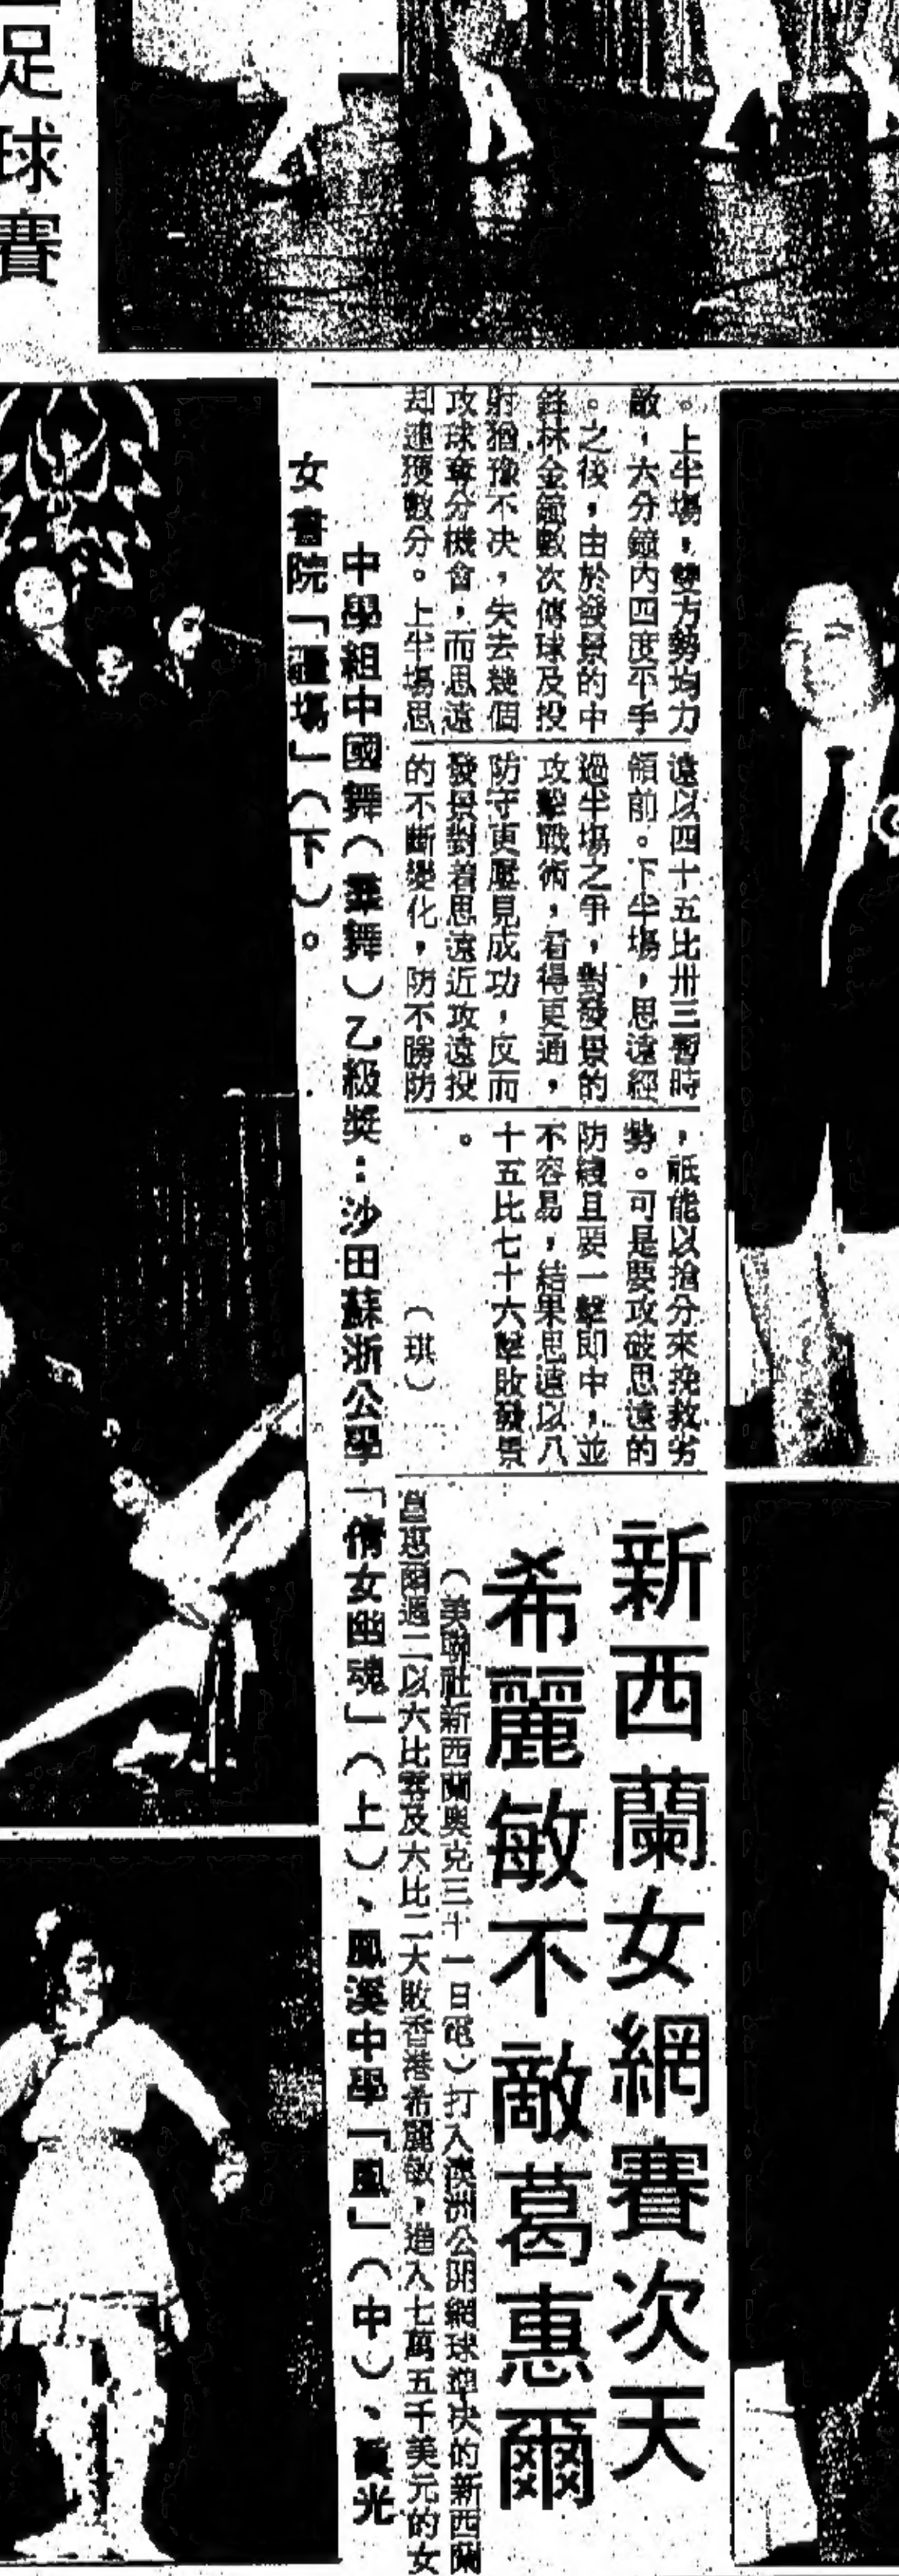 足球賽
。上半場，雙方勢均力
敵，六分鐘內四度平手
。之後，由於發景的中
鋒林金鏞數次傳球及投
射猶豫不决，失去幾個
攻球奪分機會，而思遠
却連獲數分。上半場思
遠以四十五比卅三暫時
領前。下半場，思遠經
過半場之爭，對發景的
攻擊戰術，看得更通，
防守更屢見成功，反而
發景對着思遠近攻遠投
的不斷變化，防不勝防
，祗能以搶分來挽救劣
勢。可是要攻破思遠的
防綫且要一擊即中，並
不容易，結果思遠以八
十五比七十六擊敗發景
。
（琪）
新西蘭女網賽次天
希麗敏不敵葛惠爾
（美聯社新西蘭奧克三十一日電）打入澳洲公開網球準决的新西蘭
葛惠爾週二以六比零及六比二大敗香港希麗敏，進入七萬五千美元的女
中學組中國舞（羣舞）乙級獎：沙田蘇浙公學「倩女幽魂」（上）、鳳溪中學「鳳」（中）、真光
女書院「疆場」（下）。